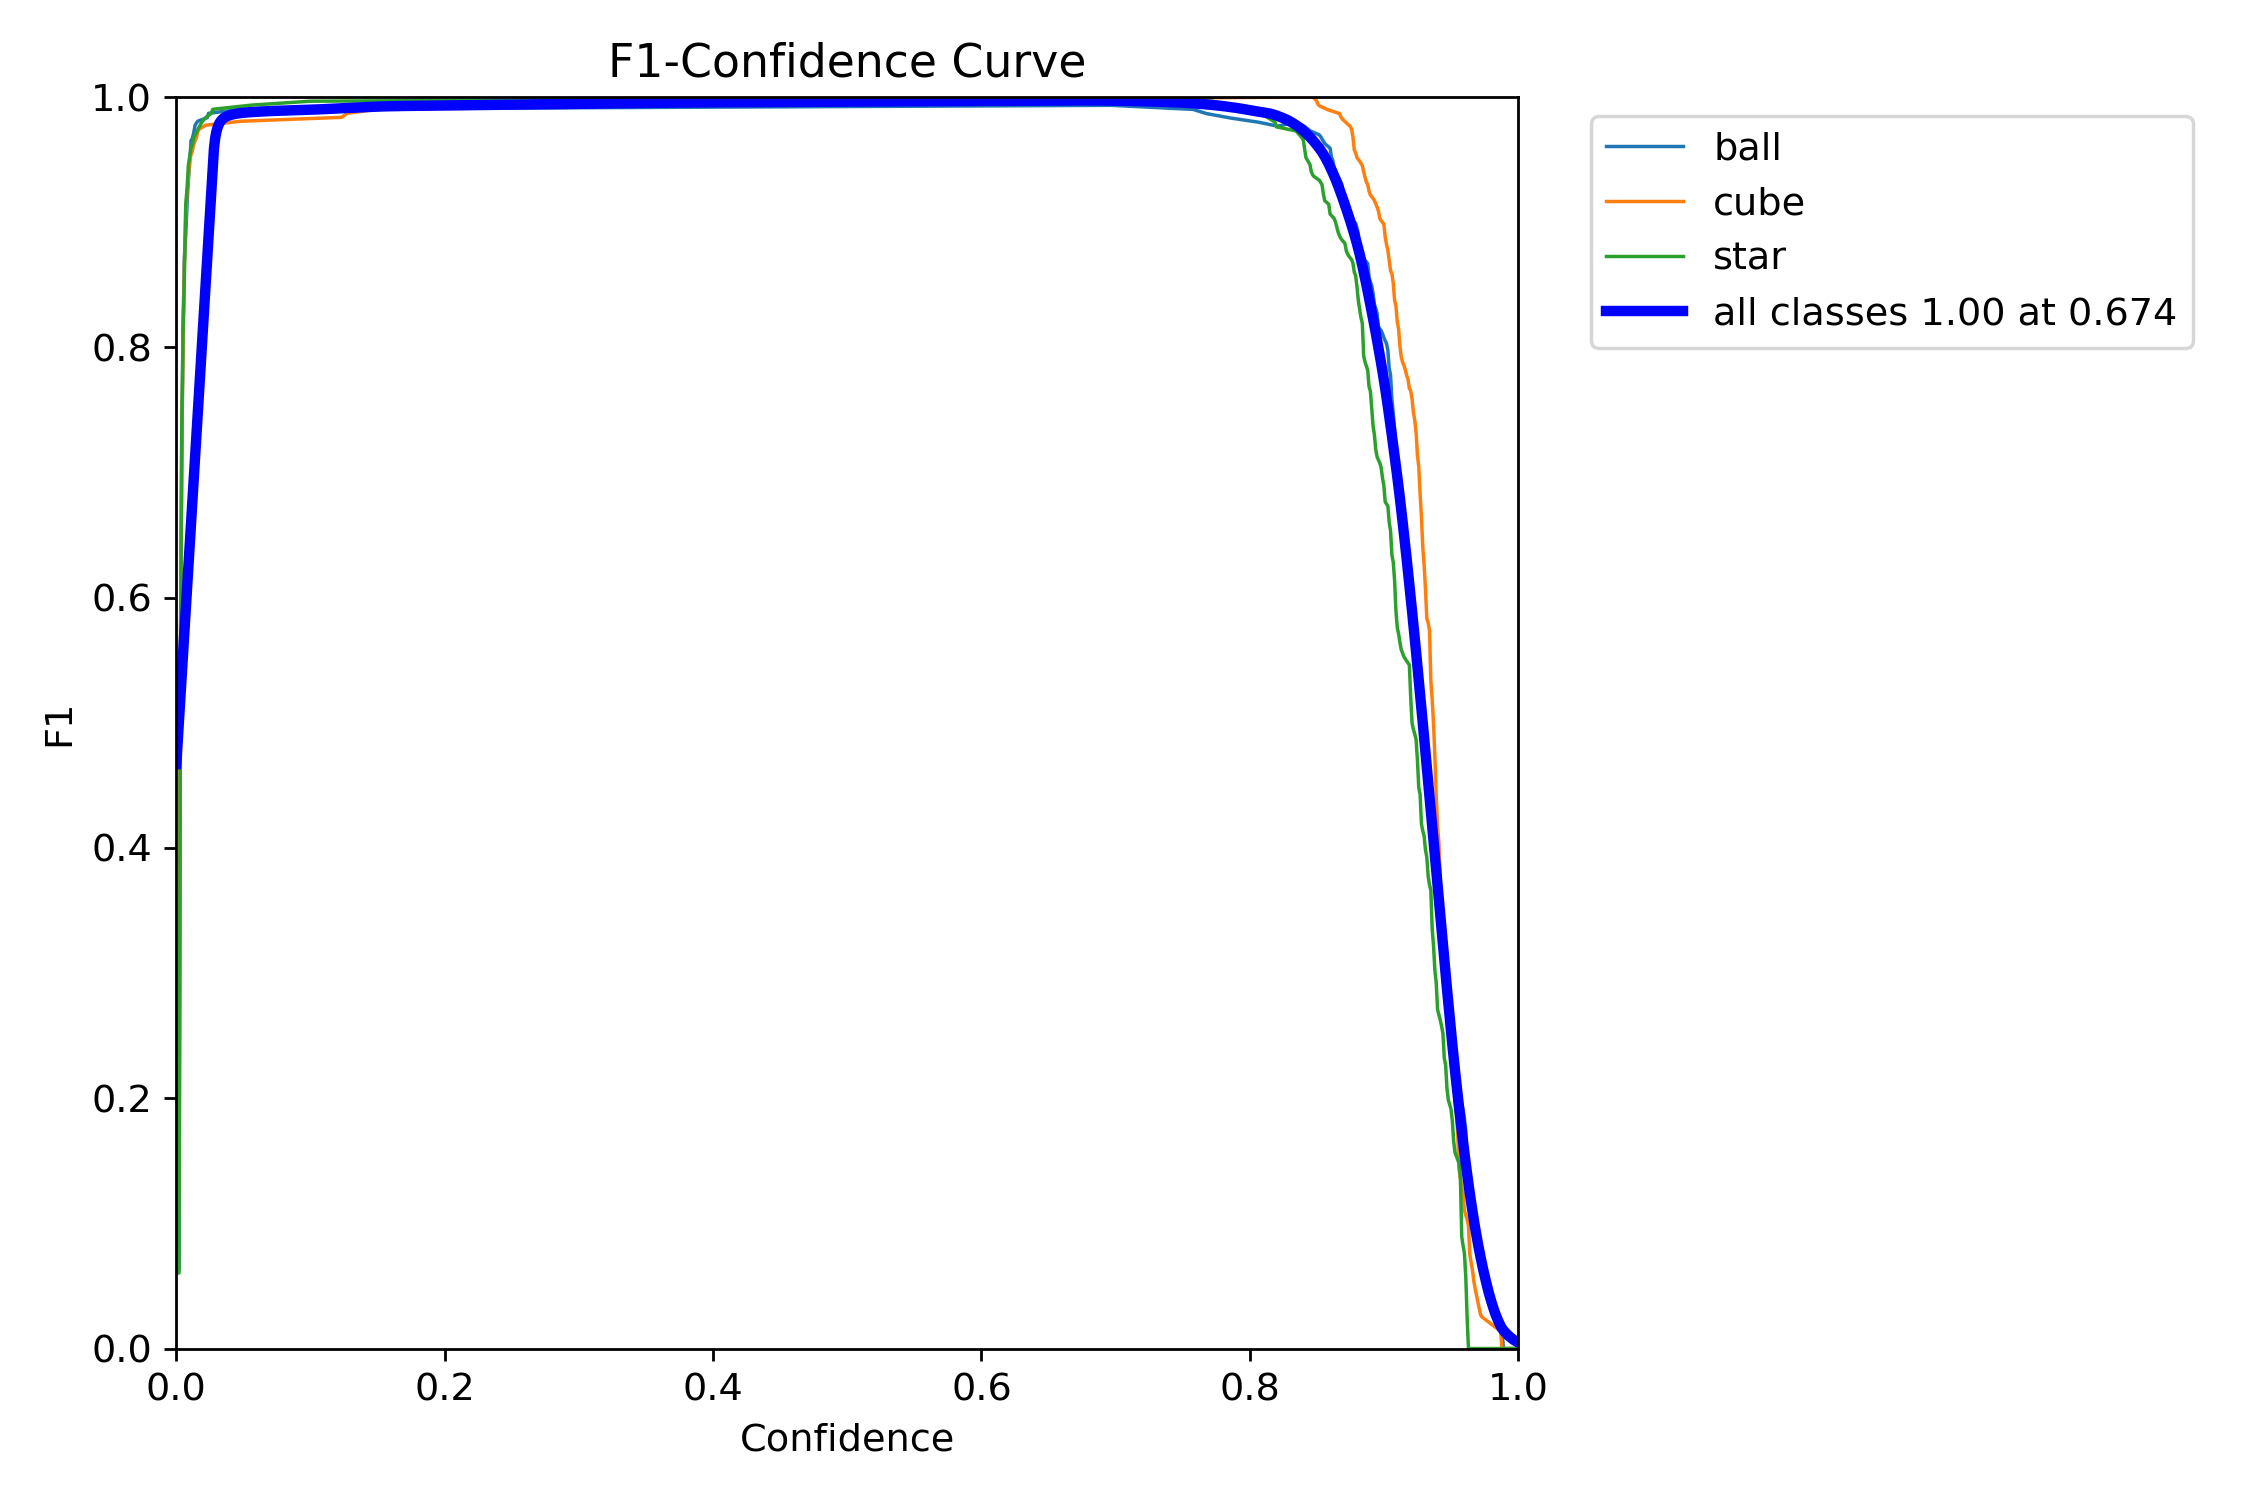 F1-Confidence Curve
1.0
0.8
0.6
0.4
0.2
0.0
F1
0.0 0.2 0.4 0.6 0.8 1.0
Confidence
ball
cube
star
all classes 1.00 at 0.674